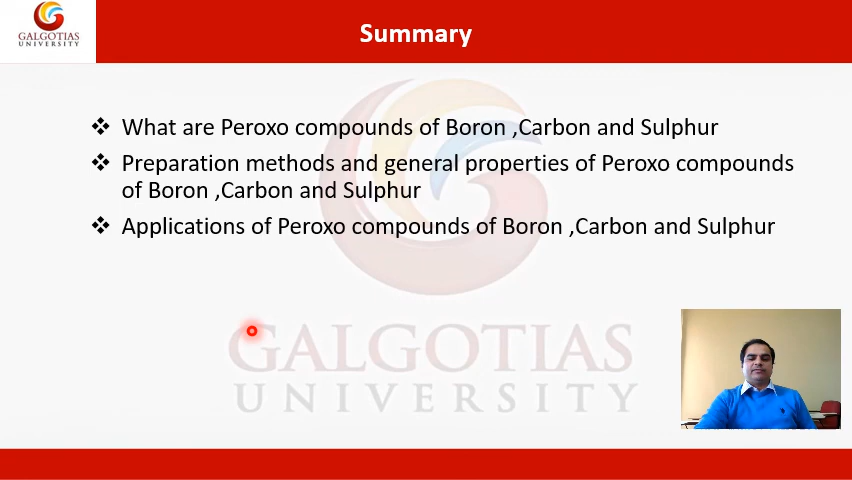 GALGOTIAS
UNIVERSITY
Summary
❖ What are Peroxo compounds of Boron ,Carbon and Sulphur
❖ Preparation methods and general properties of Peroxo compounds
of Boron ,Carbon and Sulphur
❖ Applications of Peroxo compounds of Boron ,Carbon and Sulphur
GALGOTIAS
UNIVERSITY